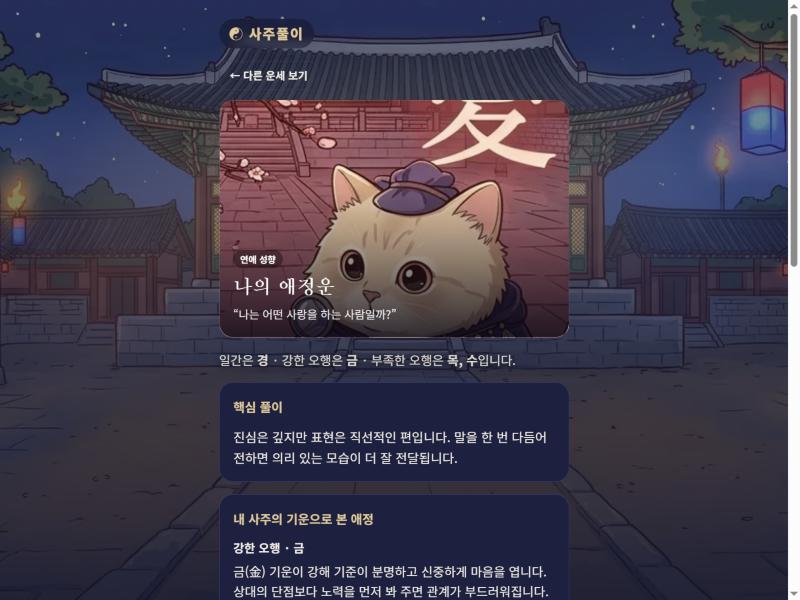 사주풀이
← 다른 운세 보기
愛
연애 성향
나의 애정운
“나는 어떤 사랑을 하는 사람일까?”
일간은 경 · 강한 오행은 금 · 부족한 오행은 목, 수입니다.
핵심 풀이
진심은 깊지만 표현은 직선적인 편입니다. 말을 한 번 다듬어
전하면 의리 있는 모습이 더 잘 전달됩니다.
내 사주의 기운으로 본 애정
강한 오행 · 금
금(金) 기운이 강해 기준이 분명하고 신중하게 마음을 엽니다.
상대의 단점보다 노력을 먼저 봐 주면 관계가 부드러워집니다.